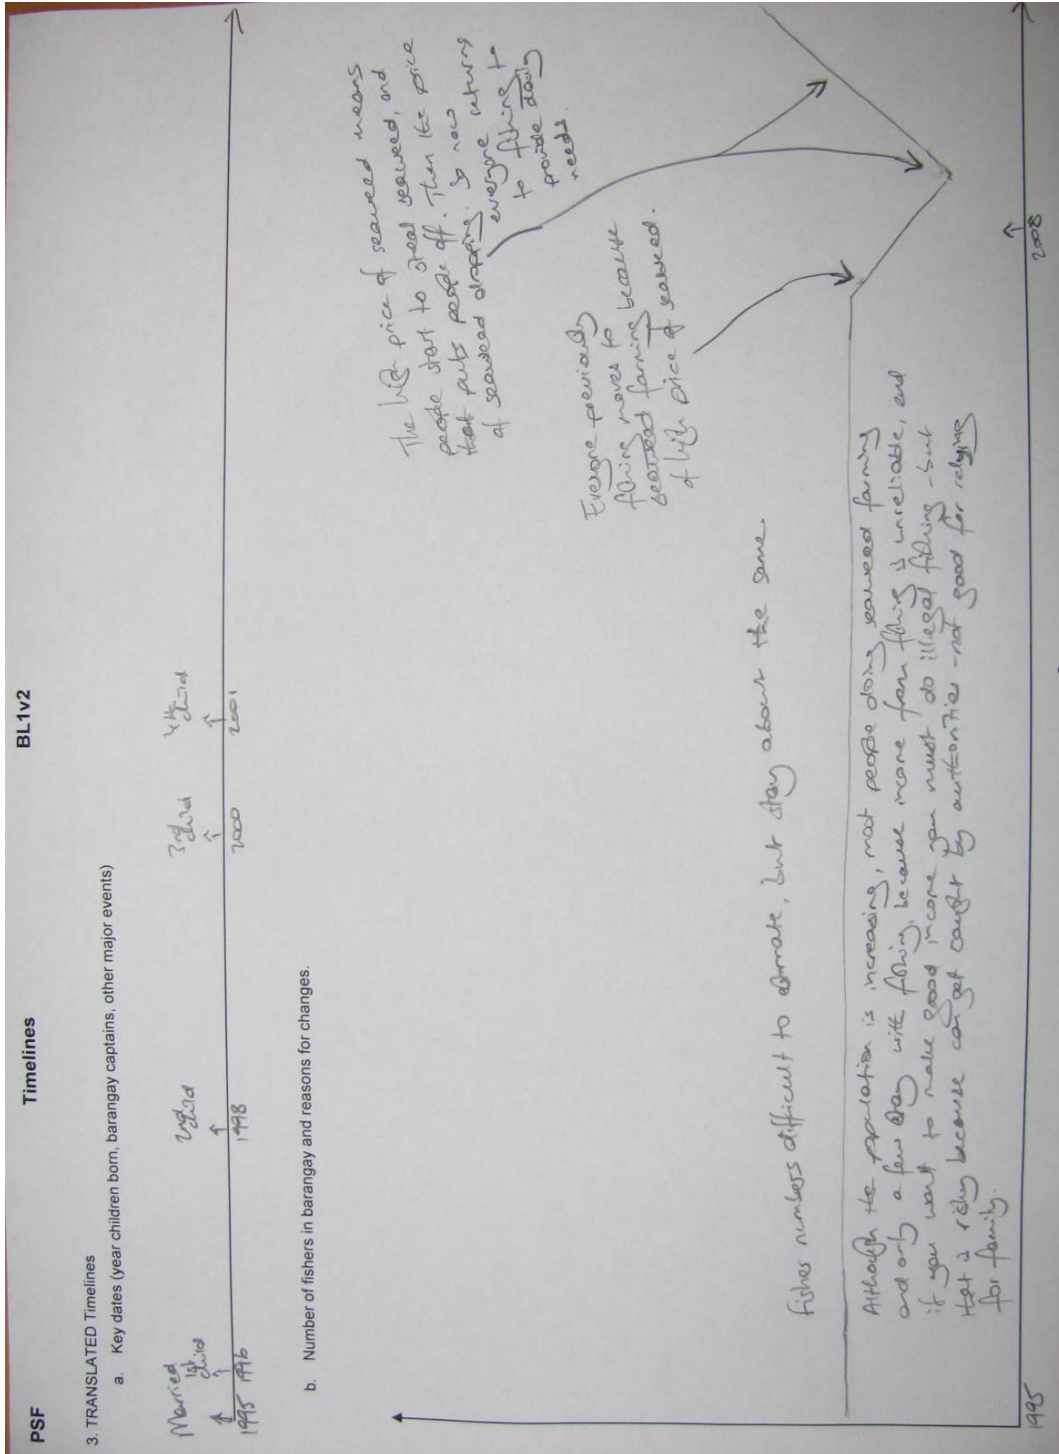 PSF Timelines BL1v2
3. TRANSLATED Timelines
a. Key dates (year children born, barangay captains, other major events)
Married
1st child
2nd child
3rd child
4th child
1995 1996 1998 2000 2001
b. Number of fishers in barangay and reasons for changes.
The high price of seaweed means
people start to steal seaweed, and
that puts people off. Then the price
of seaweed dropping. So now
everyone returns
to fishing to
provide daily
needs.
Everyone previously
fishing moves to
seaweed farming because
of high price of seaweed.
Fisher numbers difficult to estimate, but stay about the same.
Although the population is increasing, most people doing seaweed farming
and only a few stay with fishing, because income from fishing is unreliable, and
if you want to make good income you must do illegal fishing - but
that is risky because can get caught by authorities - not good for relying
for family.
1995 2008